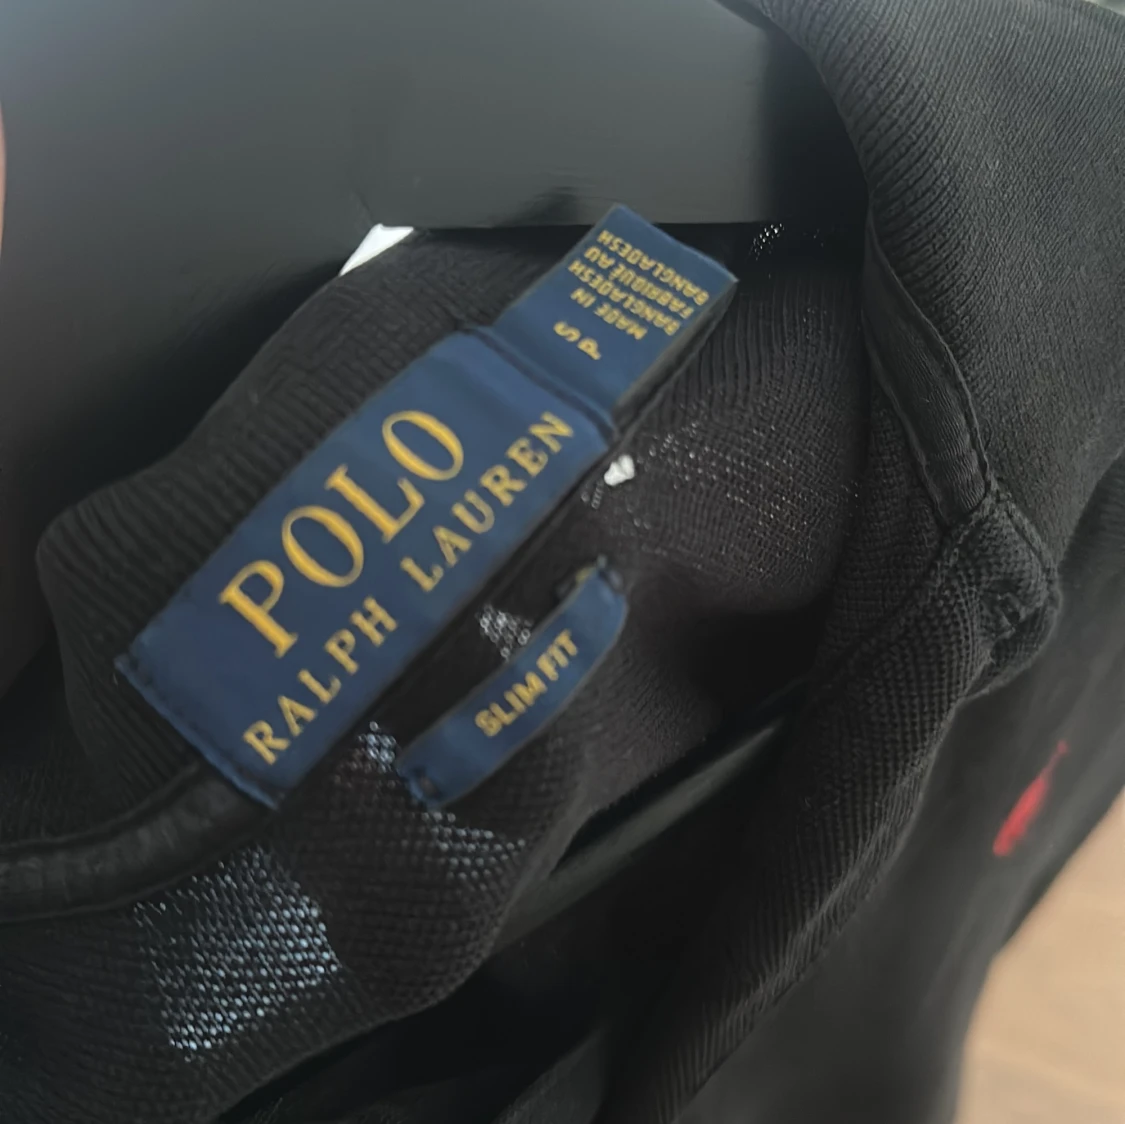 POLO
RALPH LAUREN
SLIM FIT
S
P
MADE IN
BANGLADESH
FABRIQUÉ AU
BANGLADESH